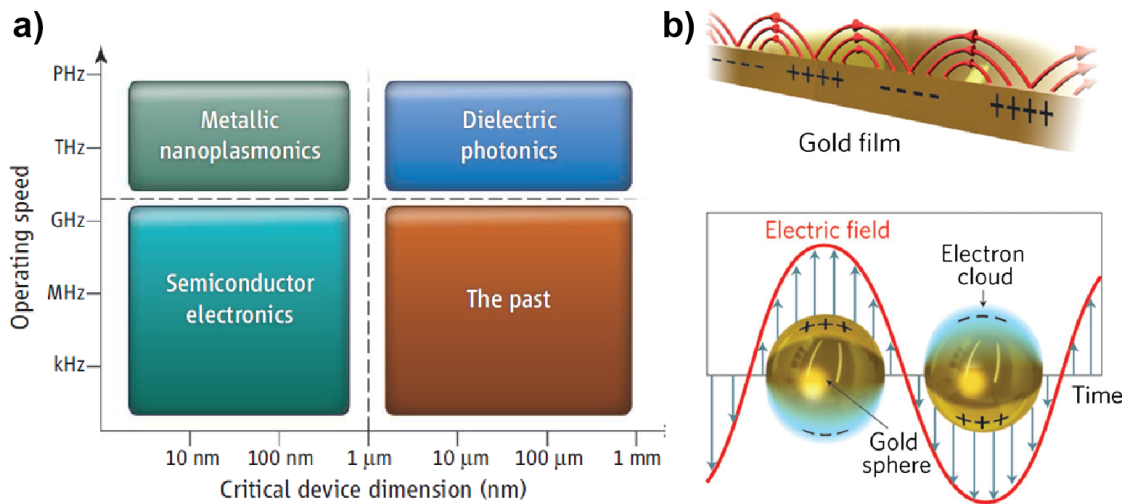 a)
Operating speed
PHz
THz
GHz
MHz
kHz
Metallic
nanoplasmonics
Dielectric
photonics
Semiconductor
electronics
The past
10 nm
100 nm
1 μm
10 μm
100 μm
1 mm
Critical device dimension (nm)
b)
– – – –
++++
– – – –
++++
Gold film
Electric field
Electron
cloud
+++
– – –
– – –
+++
Time
Gold
sphere